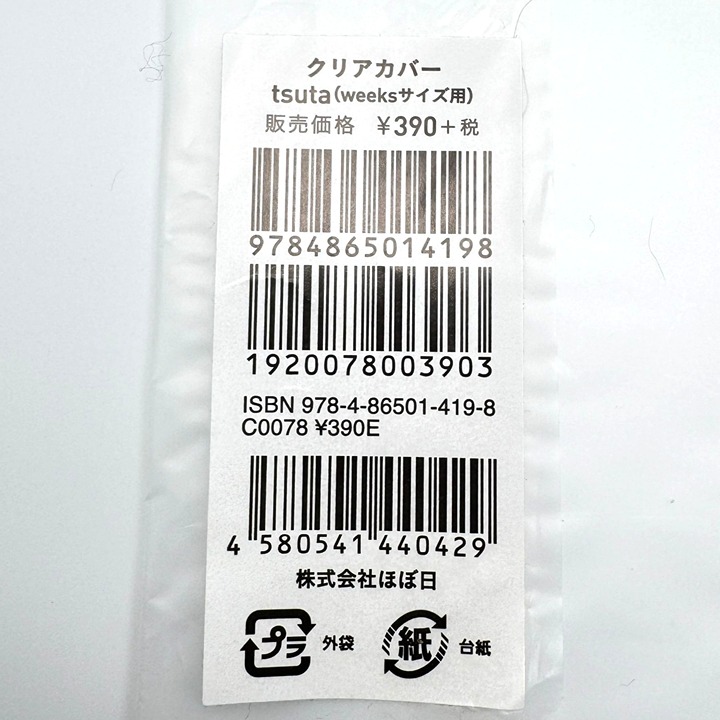 クリアカバー
tsuta(weeksサイズ用)
販売価格 ¥390+税
9784865014198
1920078003903
ISBN 978-4-86501-419-8
C0078 ¥390E
4 580541 440429
株式会社ほぼ日
プラ 外袋 紙 台紙